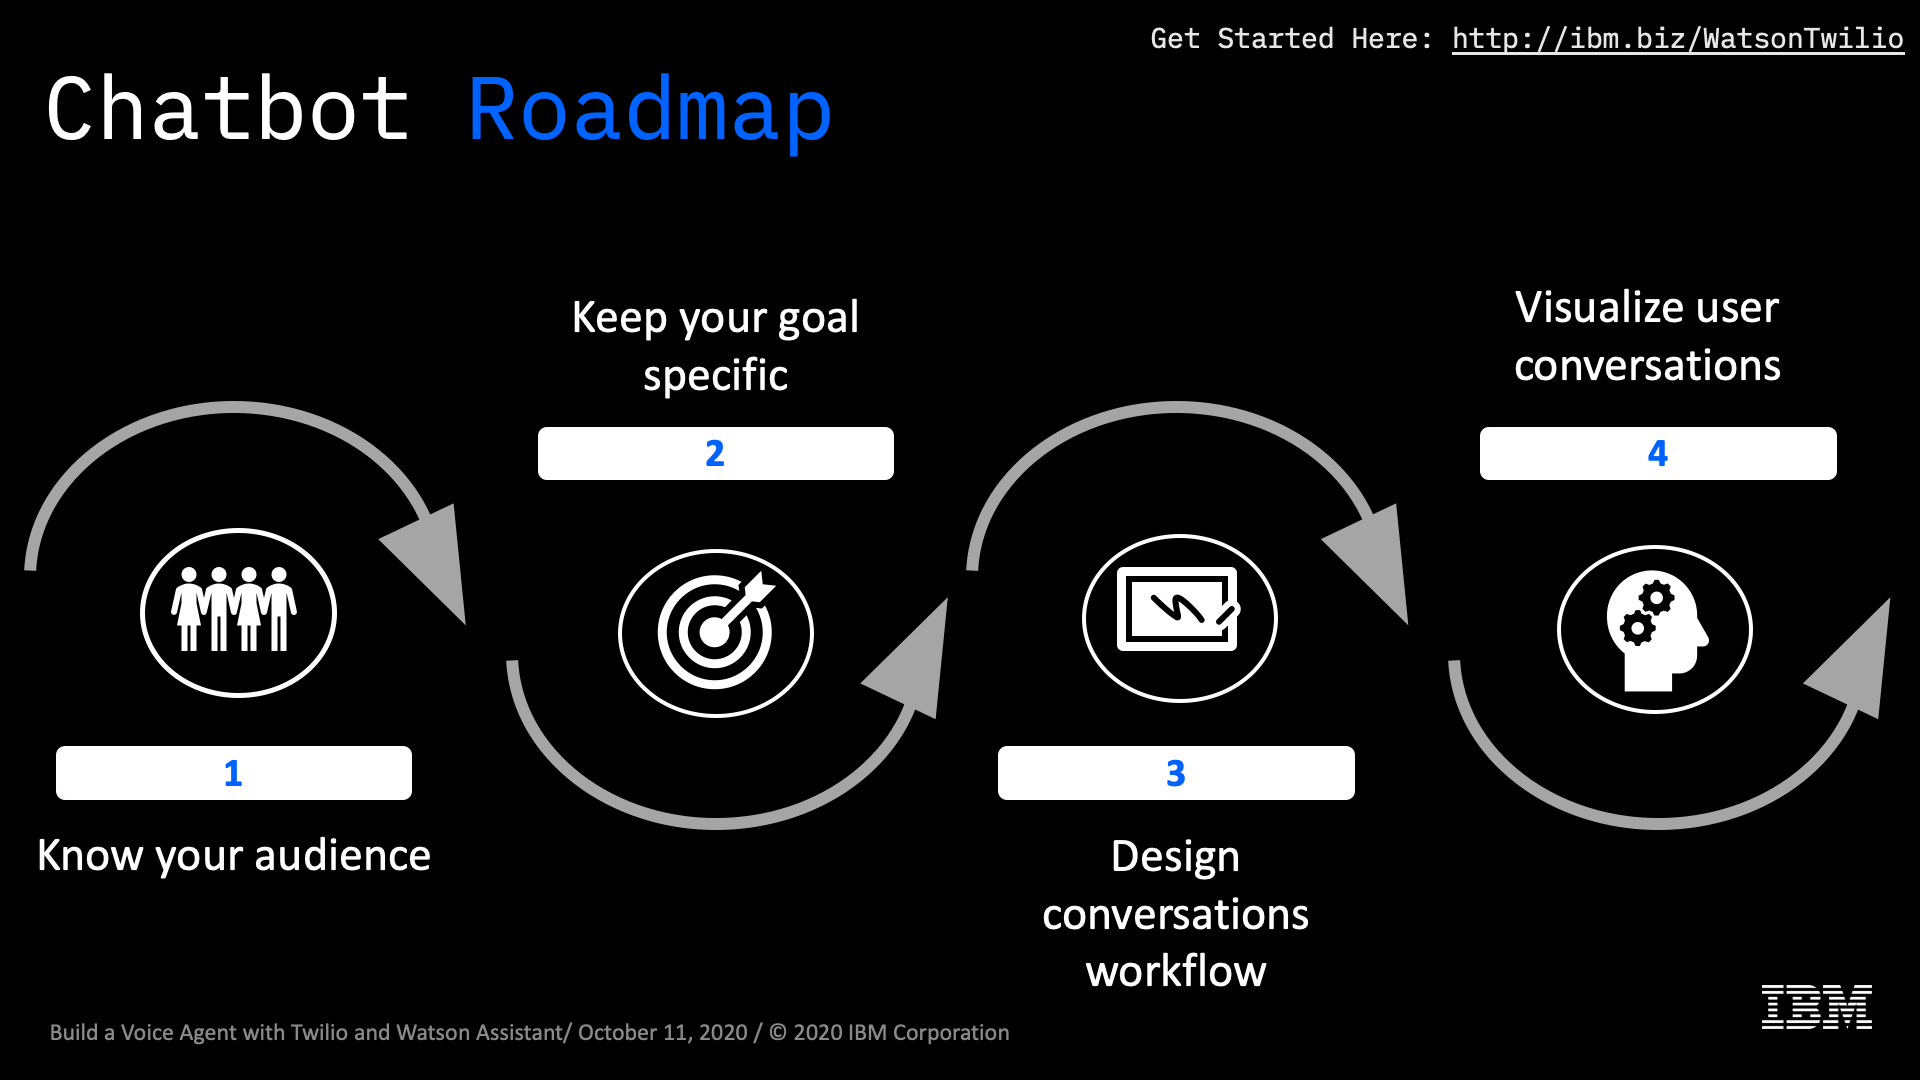 Get Started Here: http://ibm.biz/WatsonTwilio
Chatbot Roadmap
Keep your goal
specific
2
Visualize user
conversations
4
1
Know your audience
3
Design
conversations
workflow
Build a Voice Agent with Twilio and Watson Assistant/ October 11, 2020 / © 2020 IBM Corporation
IBM